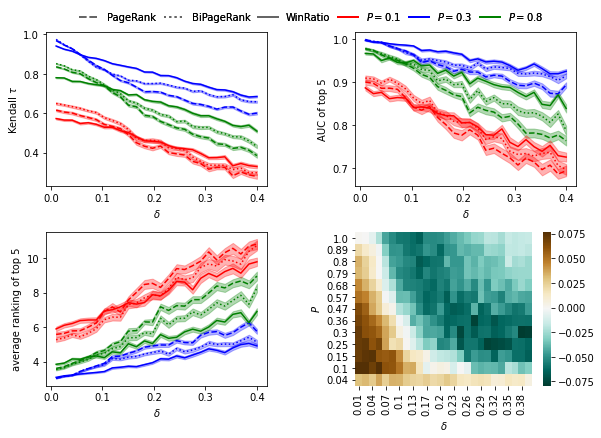 PageRank BiPageRank WinRatio P = 0.1 P = 0.3 P = 0.8
Kendall τ
1.0
0.8
0.6
0.4
0.0 0.1 0.2 0.3 0.4
δ
AUC of top 5
1.0
0.9
0.8
0.7
0.0 0.1 0.2 0.3 0.4
δ
average ranking of top 5
10
8
6
4
0.0 0.1 0.2 0.3 0.4
δ
P
1.0
0.89
0.8
0.79
0.68
0.57
0.47
0.36
0.3
0.25
0.15
0.1
0.04
0.01 0.04 0.07 0.1 0.13 0.17 0.2 0.23 0.26 0.29 0.32 0.35 0.38
δ
0.075
0.050
0.025
0.000
−0.025
−0.050
−0.075